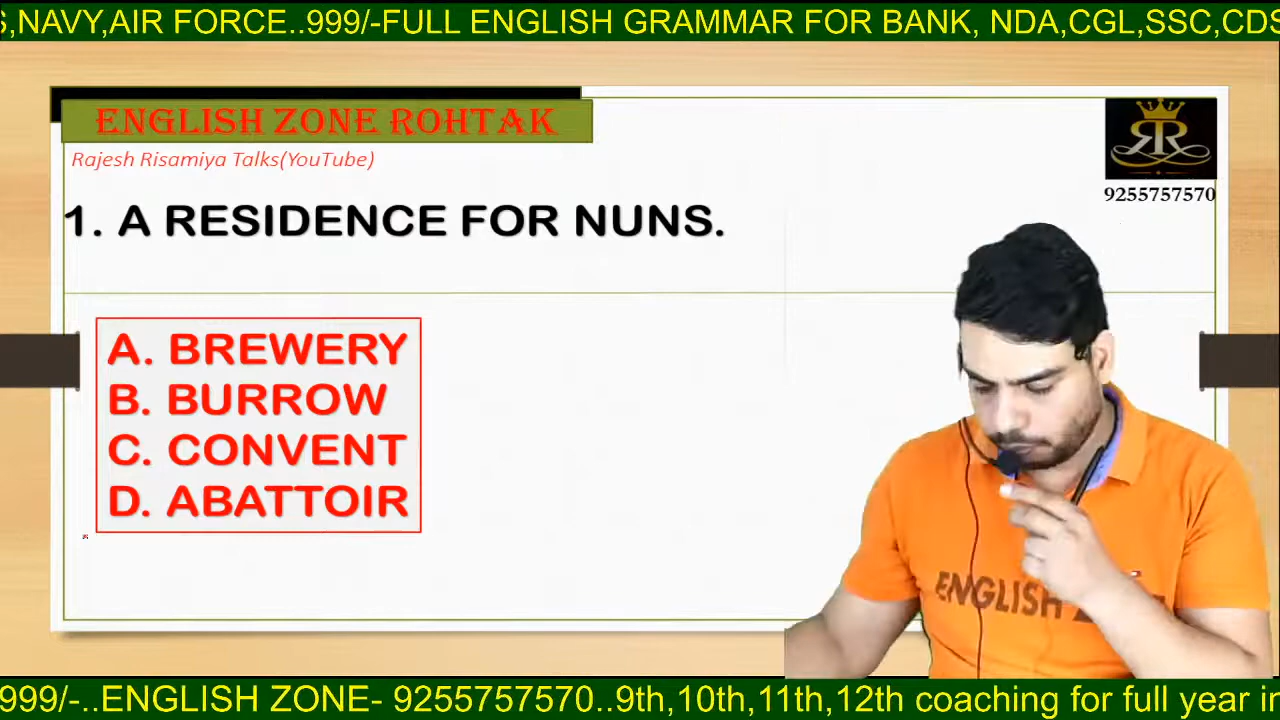 S,NAVY,AIR FORCE..999/-FULL ENGLISH GRAMMAR FOR BANK, NDA,CGL,SSC,CDS
ENGLISH ZONE ROHTAK
Rajesh Risamiya Talks(YouTube)
RR
9255757570
1. A RESIDENCE FOR NUNS.
A. BREWERY
B. BURROW
C. CONVENT
D. ABATTOIR
ENGLISH
999/-..ENGLISH ZONE- 9255757570..9th,10th,11th,12th coaching for full year in